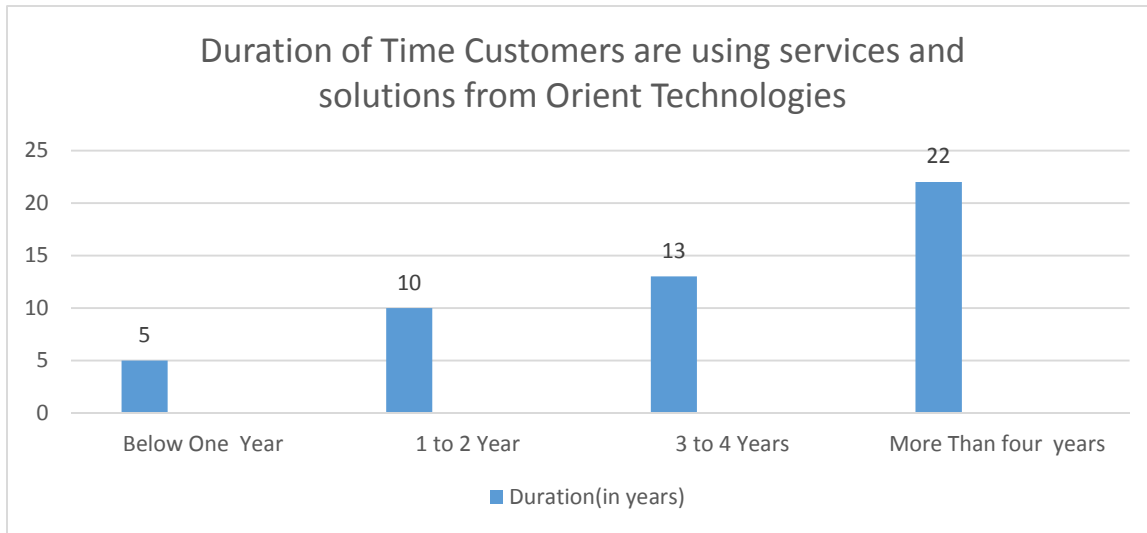 Duration of Time Customers are using services and
solutions from Orient Technologies
25
20
15
10
5
0
5
10
13
22
Below One  Year
1 to 2 Year
3 to 4 Years
More Than four  years
Duration(in years)